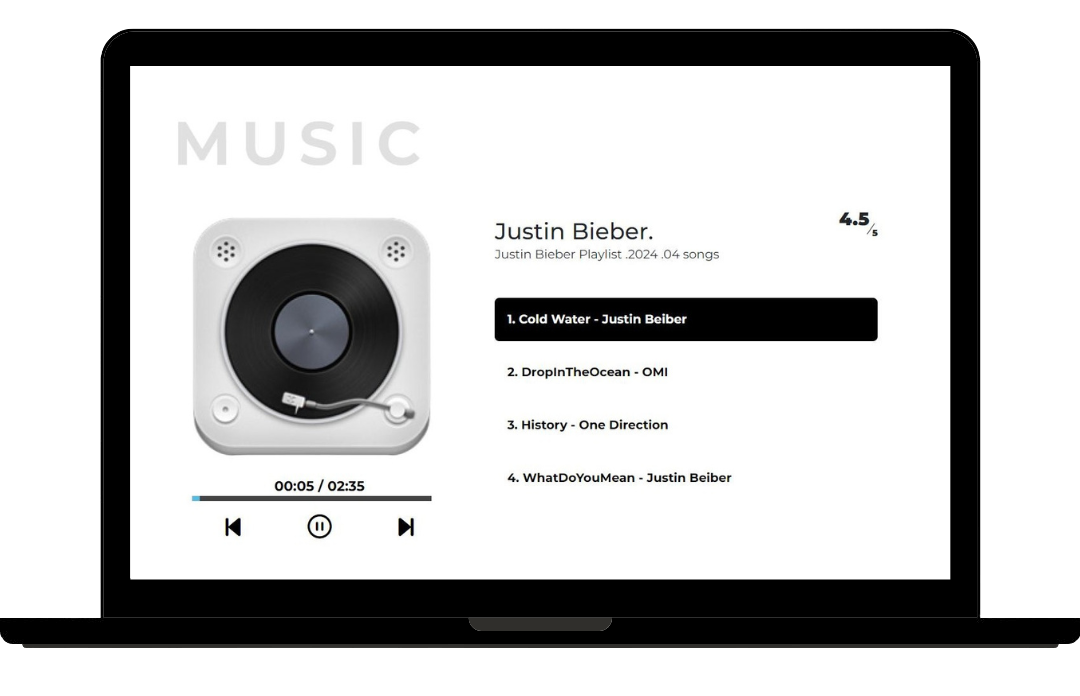 MUSIC
Justin Bieber.
4.5/5
Justin Bieber Playlist .2024 .04 songs
1. Cold Water - Justin Beiber
2. DropInTheOcean - OMI
3. History - One Direction
4. WhatDoYouMean - Justin Beiber
00:05 / 02:35